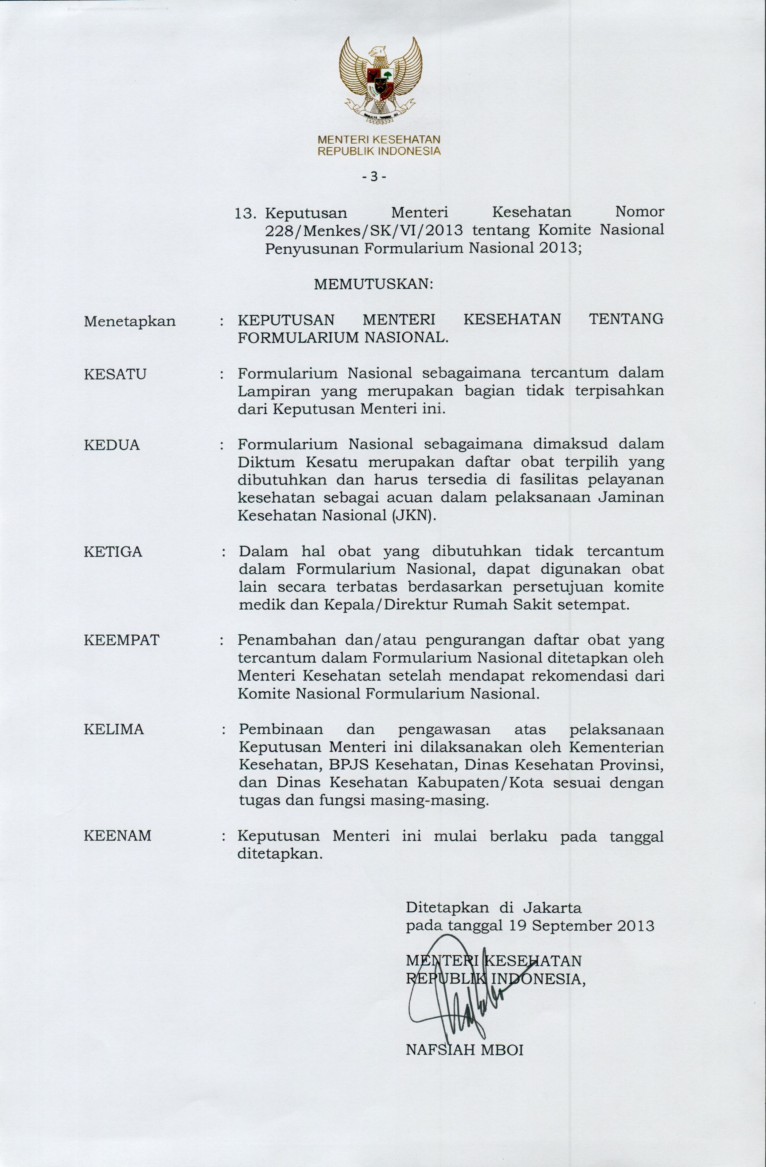 MENTERI KESEHATAN
REPUBLIK INDONESIA
- 3 -
13. Keputusan Menteri Kesehatan Nomor
228/Menkes/SK/VI/2013 tentang Komite Nasional
Penyusunan Formularium Nasional 2013;
MEMUTUSKAN:
Menetapkan : KEPUTUSAN MENTERI KESEHATAN TENTANG
FORMULARIUM NASIONAL.
KESATU : Formularium Nasional sebagaimana tercantum dalam
Lampiran yang merupakan bagian tidak terpisahkan
dari Keputusan Menteri ini.
KEDUA : Formularium Nasional sebagaimana dimaksud dalam
Diktum Kesatu merupakan daftar obat terpilih yang
dibutuhkan dan harus tersedia di fasilitas pelayanan
kesehatan sebagai acuan dalam pelaksanaan Jaminan
Kesehatan Nasional (JKN).
KETIGA : Dalam hal obat yang dibutuhkan tidak tercantum
dalam Formularium Nasional, dapat digunakan obat
lain secara terbatas berdasarkan persetujuan komite
medik dan Kepala/Direktur Rumah Sakit setempat.
KEEMPAT : Penambahan dan/atau pengurangan daftar obat yang
tercantum dalam Formularium Nasional ditetapkan oleh
Menteri Kesehatan setelah mendapat rekomendasi dari
Komite Nasional Formularium Nasional.
KELIMA : Pembinaan dan pengawasan atas pelaksanaan
Keputusan Menteri ini dilaksanakan oleh Kementerian
Kesehatan, BPJS Kesehatan, Dinas Kesehatan Provinsi,
dan Dinas Kesehatan Kabupaten/Kota sesuai dengan
tugas dan fungsi masing-masing.
KEENAM : Keputusan Menteri ini mulai berlaku pada tanggal
ditetapkan.
Ditetapkan di Jakarta
pada tanggal 19 September 2013
MENTERI KESEHATAN
REPUBLIK INDONESIA,
NAFSIAH MBOI